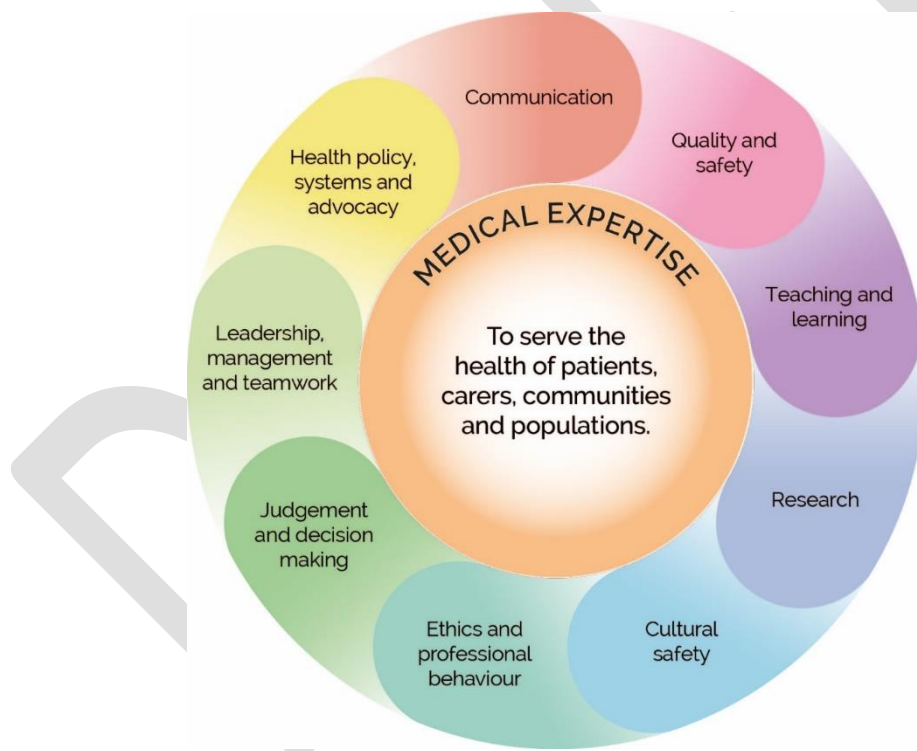 Communication
Quality and
safety
Teaching and
learning
Research
Cultural
safety
Ethics and
professional
behaviour
Judgement
and decision
making
Leadership,
management
and teamwork
Health policy,
systems and
advocacy
MEDICAL EXPERTISE
To serve the
health of patients,
carers, communities
and populations.